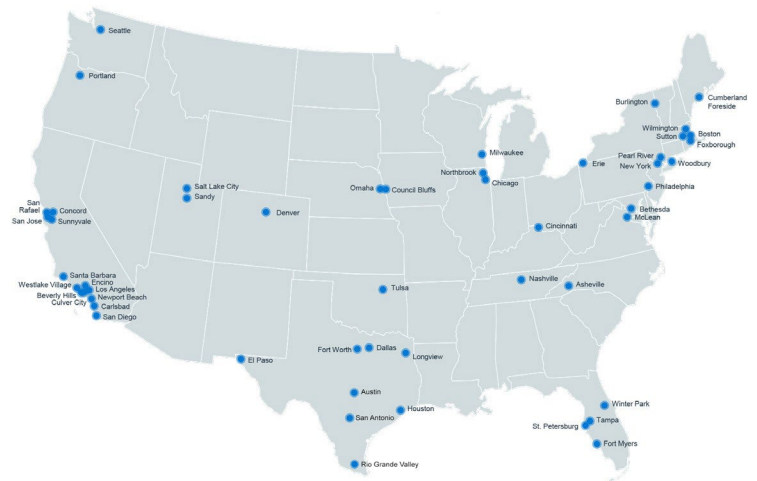 Seattle
Portland
Burlington
Cumberland
Foreside
Wilmington
Sutton
Boston
Foxborough
Milwaukee
Pearl River
New York
Woodbury
Erie
Northbrook
Chicago
Salt Lake City
Sandy
Omaha
Council Bluffs
Philadelphia
San
Rafael
Concord
San Jose
Sunnyvale
Denver
Bethesda
McLean
Cincinnati
Santa Barbara
Encino
Westlake Village
Los Angeles
Beverly Hills
Newport Beach
Culver City
Carlsbad
San Diego
Nashville
Asheville
Tulsa
Fort Worth
Dallas
Longview
El Paso
Austin
Houston
San Antonio
Winter Park
Tampa
St. Petersburg
Fort Myers
Rio Grande Valley